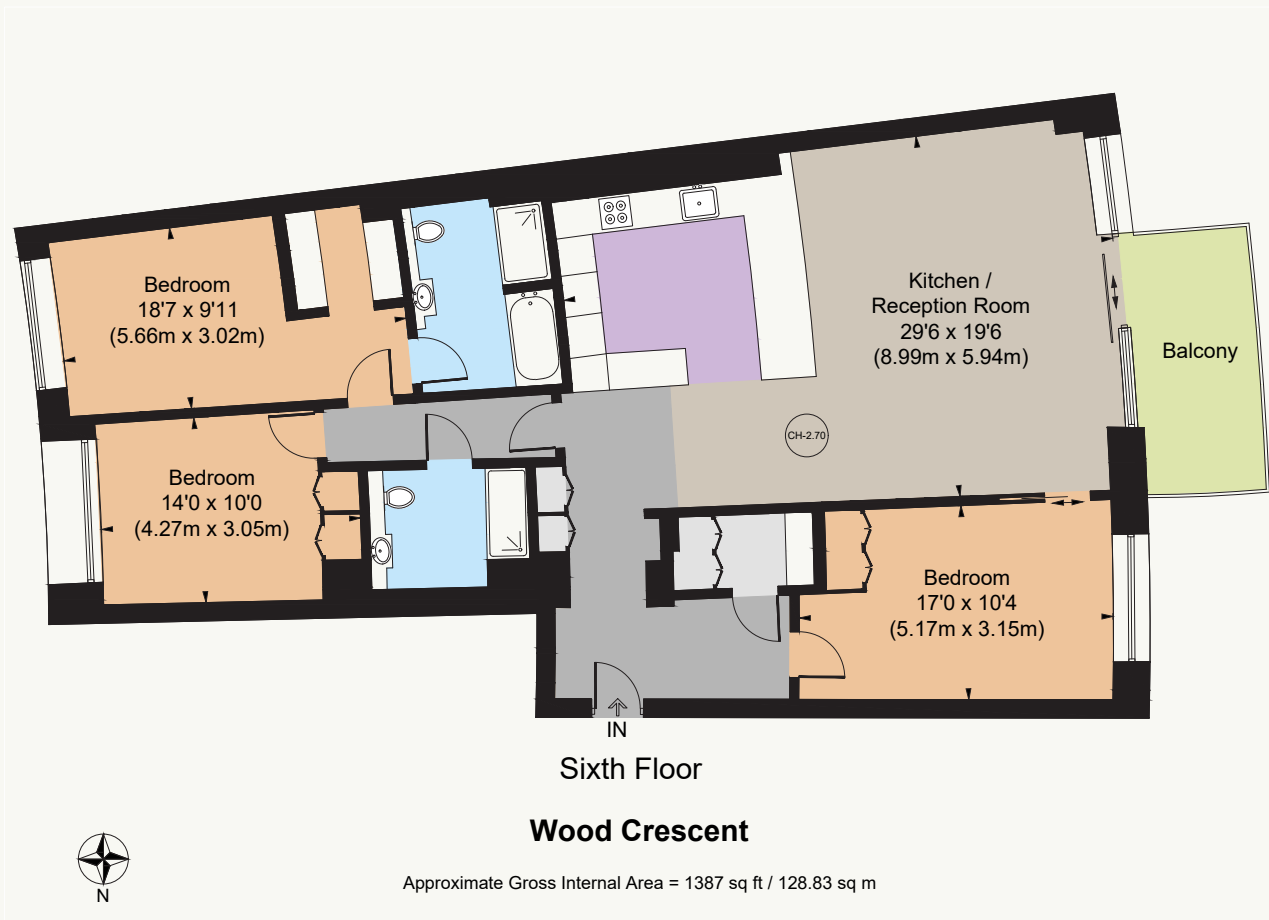 Bedroom
18'7 x 9'11
(5.66m x 3.02m)
Kitchen /
Reception Room
29'6 x 19'6
(8.99m x 5.94m)
Balcony
CH-2.70
Bedroom
14'0 x 10'0
(4.27m x 3.05m)
Bedroom
17'0 x 10'4
(5.17m x 3.15m)
IN
Sixth Floor
Wood Crescent
N
Approximate Gross Internal Area = 1387 sq ft / 128.83 sq m